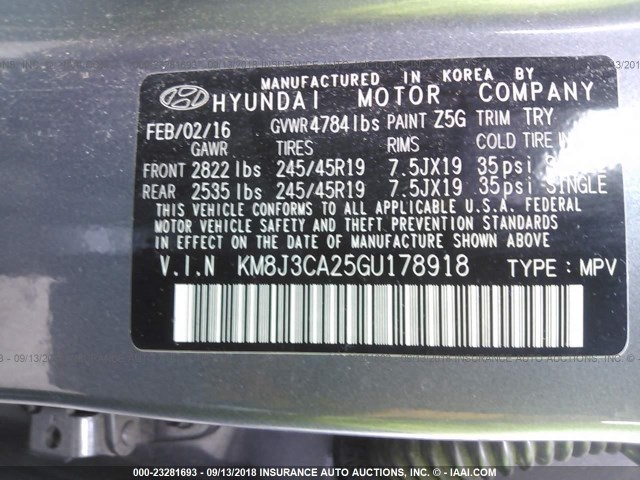 MANUFACTURED IN KOREA BY
HYUNDAI MOTOR COMPANY
FEB/02/16 GVWR 4784 lbs PAINT Z5G TRIM TRY
GAWR TIRES RIMS COLD TIRE IN
FRONT 2822 lbs 245/45R19 7.5JX19 35psi
REAR 2535 lbs 245/45R19 7.5JX19 35psi SINGLE
THIS VEHICLE CONFORMS TO ALL APPLICABLE U.S.A. FEDERAL
MOTOR VEHICLE SAFETY AND THEFT PREVENTION STANDARDS
IN EFFECT ON THE DATE OF MANUFACTURE SHOWN ABOVE.
V.I.N KM8J3CA25GU178918 TYPE : MPV
000-23281693 - 09/13/2018 INSURANCE AUTO AUCTIONS, INC. - © - IAAI.COM